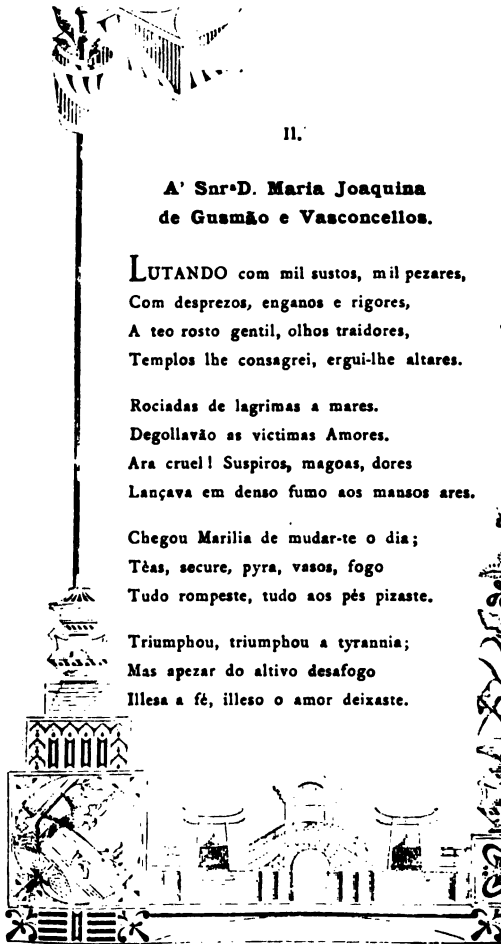 II.
A' Snrª D. Maria Joaquina
de Gusmão e Vasconcellos.
LUTANDO com mil sustos, mil pezares,
Com desprezos, enganos e rigores,
A teo rosto gentil, olhos traidores,
Templos lhe consagrei, ergui-lhe altares.
Rociadas de lagrimas a mares.
Degollavão as victimas Amores.
Ara cruel! Suspiros, magoas, dores
Lançava em denso fumo aos mansos ares.
Chegou Marilia de mudar-te o dia;
Têas, secure, pyra, vasos, fogo
Tudo rompeste, tudo aos pés pizaste.
Triumphou, triumphou a tyrannia;
Mas apezar do altivo desafogo
Illesa a fé, illeso o amor deixaste.